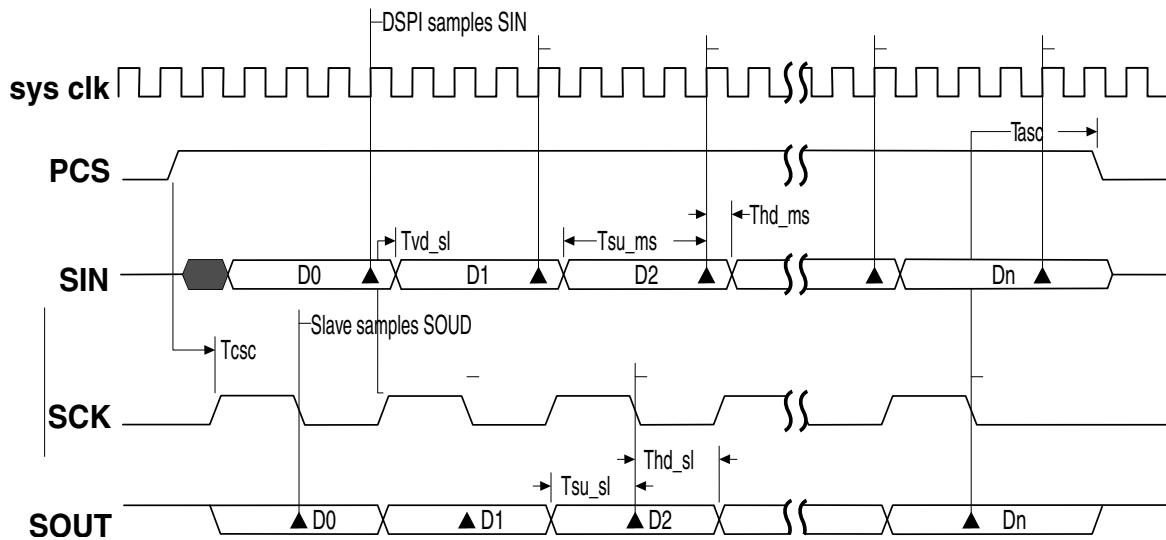 DSPI samples SIN
sys clk
Tasc
PCS
Thd_ms
Tvd_sl
Tsu_ms
SIN
D0
D1
D2
Dn
Slave samples SOUD
Tcsc
SCK
Thd_sl
Tsu_sl
SOUT
D0
D1
D2
Dn